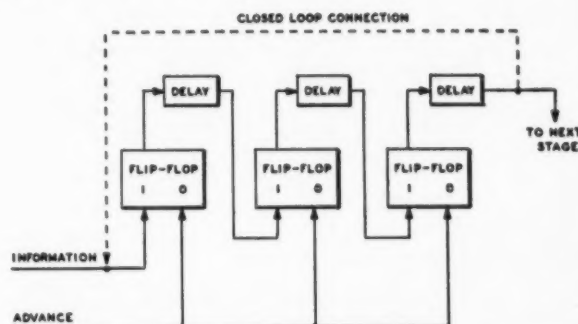 CLOSED LOOP CONNECTION
DELAY
DELAY
DELAY
TO NEXT
STAGE
FLIP-FLOP
1 0
FLIP-FLOP
1 0
FLIP-FLOP
1 0
INFORMATION
ADVANCE